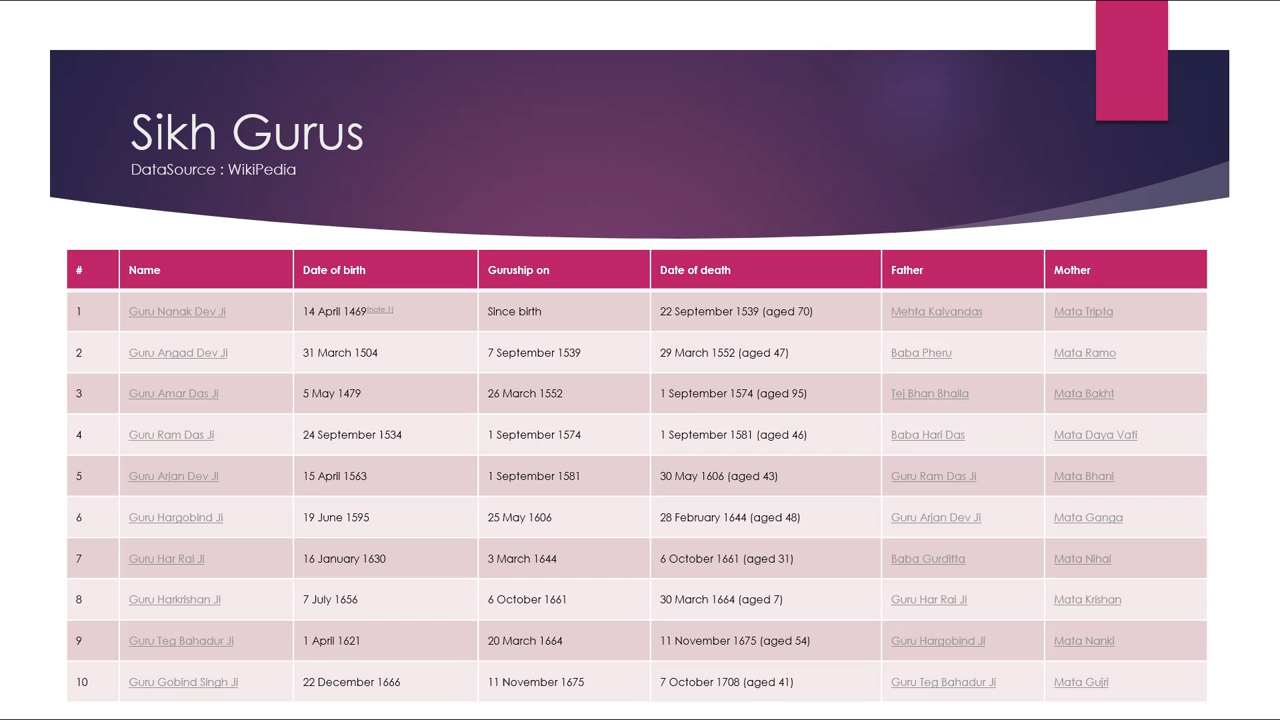 Sikh Gurus
DataSource : WikiPedia
# Name Date of birth Guruship on Date of death Father Mother
1 Guru Nanak Dev Ji 14 April 1469[note 1] Since birth 22 September 1539 (aged 70) Mehta Kalyandas Mata Tripta
2 Guru Angad Dev Ji 31 March 1504 7 September 1539 29 March 1552 (aged 47) Baba Pheru Mata Ramo
3 Guru Amar Das Ji 5 May 1479 26 March 1552 1 September 1574 (aged 95) Tej Bhan Bhalla Mata Bakht
4 Guru Ram Das Ji 24 September 1534 1 September 1574 1 September 1581 (aged 46) Baba Hari Das Mata Daya Vati
5 Guru Arjan Dev Ji 15 April 1563 1 September 1581 30 May 1606 (aged 43) Guru Ram Das Ji Mata Bhani
6 Guru Hargobind Ji 19 June 1595 25 May 1606 28 February 1644 (aged 48) Guru Arjan Dev Ji Mata Ganga
7 Guru Har Rai Ji 16 January 1630 3 March 1644 6 October 1661 (aged 31) Baba Gurditta Mata Nihal
8 Guru Harkrishan Ji 7 July 1656 6 October 1661 30 March 1664 (aged 7) Guru Har Rai Ji Mata Krishan
9 Guru Teg Bahadur Ji 1 April 1621 20 March 1664 11 November 1675 (aged 54) Guru Hargobind Ji Mata Nanki
10 Guru Gobind Singh Ji 22 December 1666 11 November 1675 7 October 1708 (aged 41) Guru Teg Bahadur Ji Mata Gujri